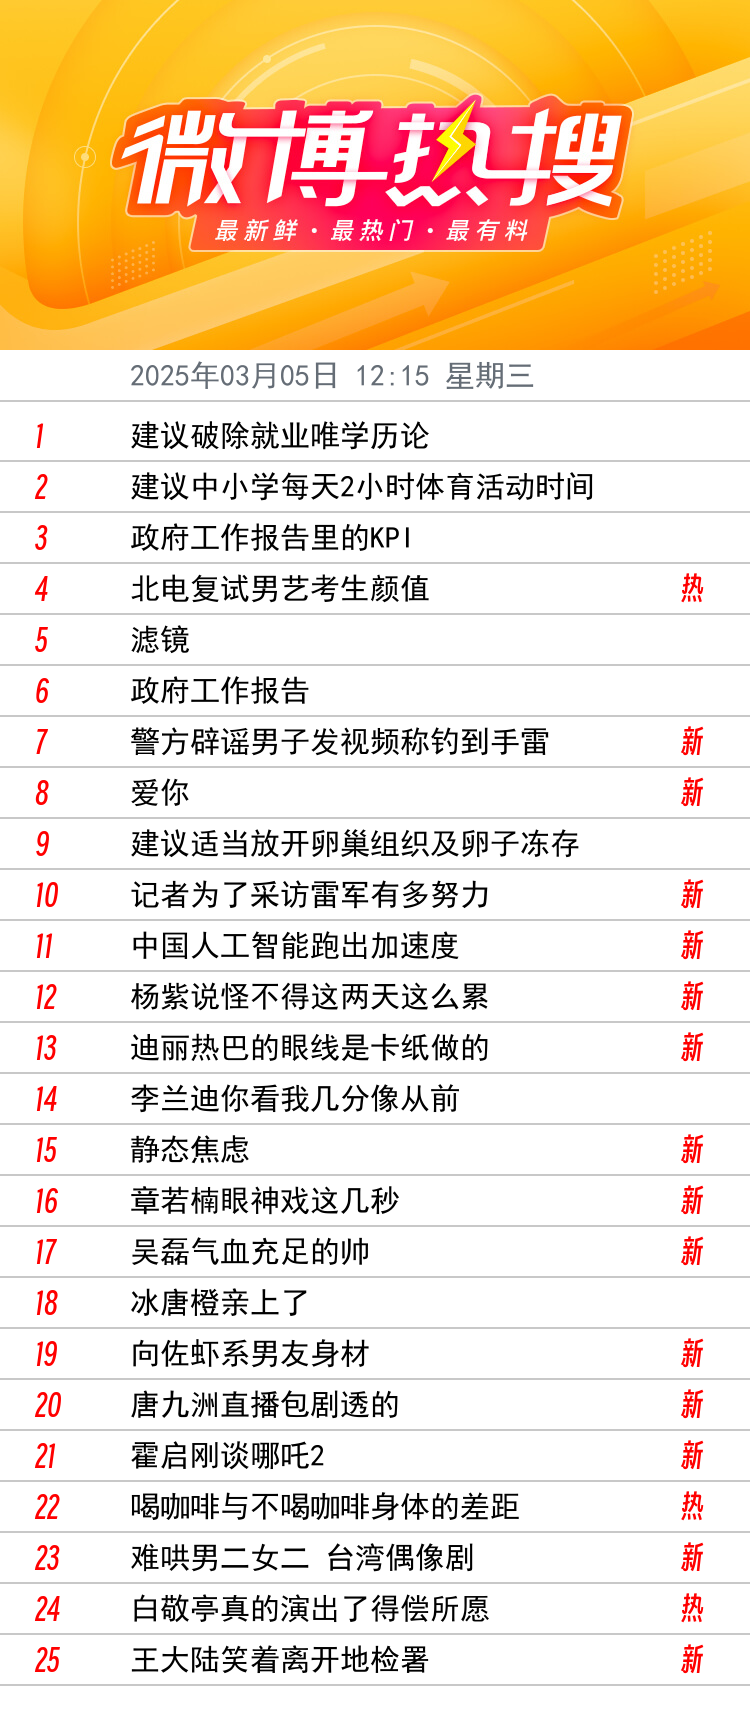 微博热搜
最新鲜·最热门·最有料
2025年03月05日 12:15 星期三
1 建议破除就业唯学历论
2 建议中小学每天2小时体育活动时间
3 政府工作报告里的KPI
4 北电复试男艺考生颜值 热
5 滤镜
6 政府工作报告
7 警方辟谣男子发视频称钓到手雷 新
8 爱你 新
9 建议适当放开卵巢组织及卵子冻存
10 记者为了采访雷军有多努力 新
11 中国人工智能跑出加速度 新
12 杨紫说怪不得这两天这么累 新
13 迪丽热巴的眼线是卡纸做的 新
14 李兰迪你看我几分像从前
15 静态焦虑 新
16 章若楠眼神戏这几秒 新
17 吴磊气血充足的帅 新
18 冰唐橙亲上了
19 向佐虾系男友身材 新
20 唐九洲直播包剧透的 新
21 霍启刚谈哪吒2 新
22 喝咖啡与不喝咖啡身体的差距 热
23 难哄男二女二 台湾偶像剧 新
24 白敬亭真的演出了得偿所愿 热
25 王大陆笑着离开地检署 新